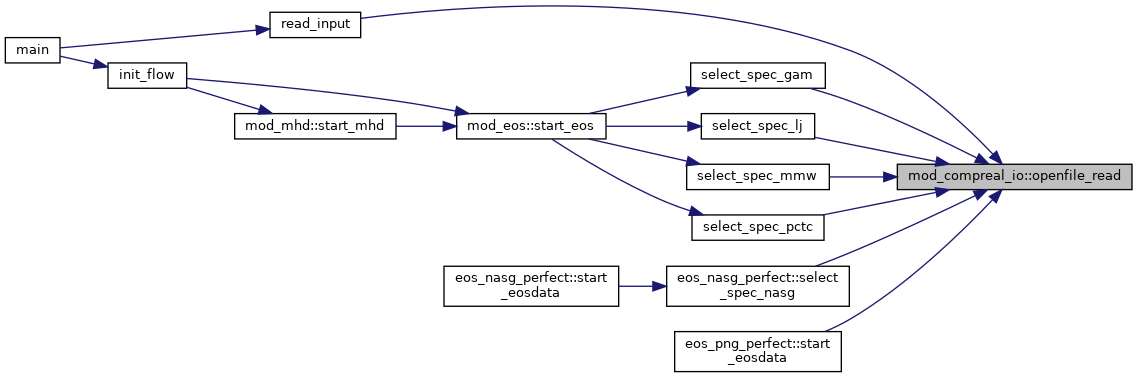 read_input
main
init_flow
select_spec_gam
mod_mhd::start_mhd
mod_eos::start_eos
select_spec_lj
select_spec_mmw
mod_compreal_io::openfile_read
select_spec_pctc
eos_nasg_perfect::start
_eosdata
eos_nasg_perfect::select
_spec_nasg
eos_png_perfect::start
_eosdata